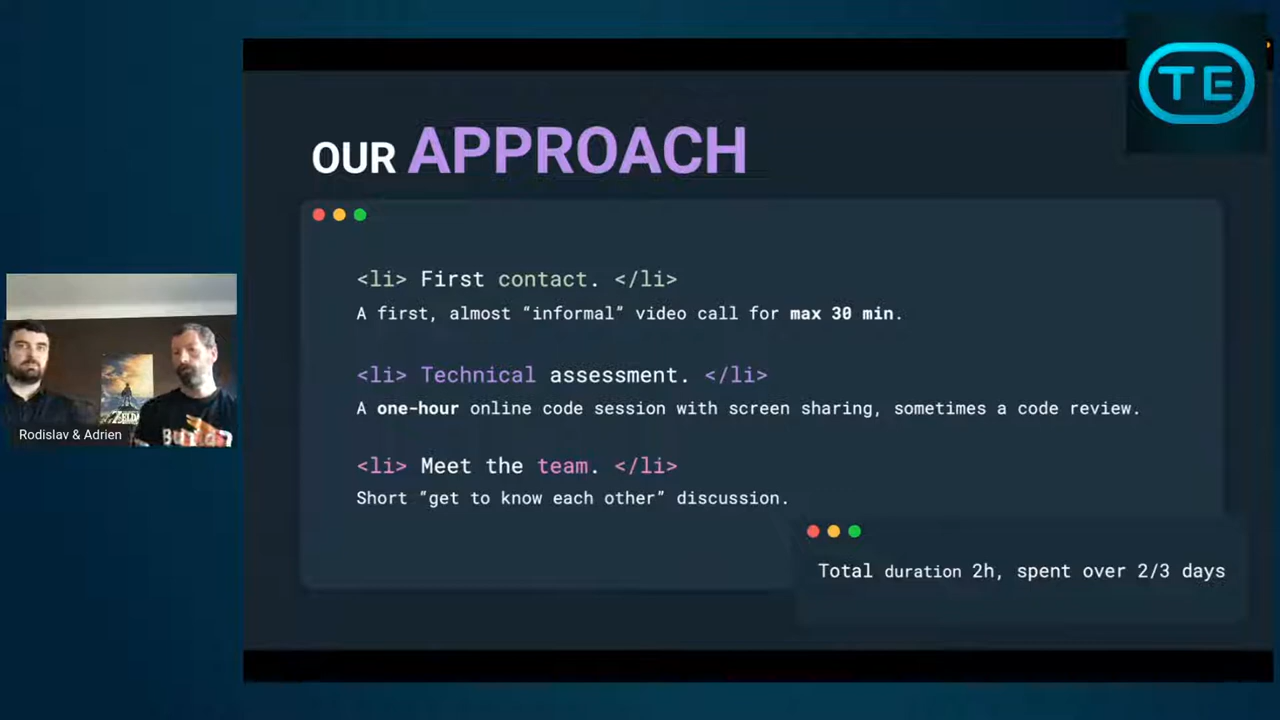 TE
OUR APPROACH
<li> First contact. </li>
A first, almost “informal” video call for max 30 min.
<li> Technical assessment. </li>
A one-hour online code session with screen sharing, sometimes a code review.
<li> Meet the team. </li>
Short “get to know each other” discussion.
Total duration 2h, spent over 2/3 days
ZELDA
Rodislav & Adrien